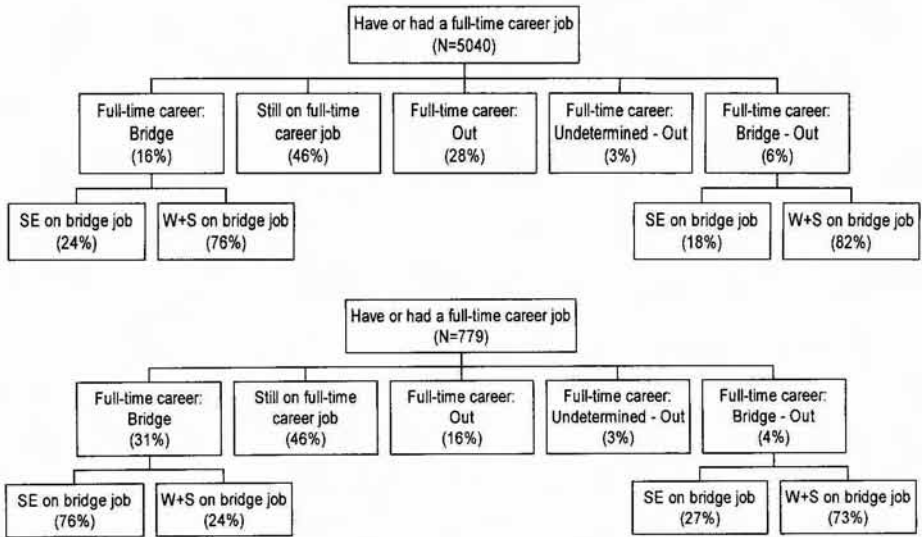 Have or had a full-time career job
(N=5040)
Full-time career:
Bridge
(16%)
Still on full-time
career job
(46%)
Full-time career:
Out
(28%)
Full-time career:
Undetermined - Out
(3%)
Full-time career:
Bridge - Out
(6%)
SE on bridge job
(24%)
W+S on bridge job
(76%)
SE on bridge job
(18%)
W+S on bridge job
(82%)
Have or had a full-time career job
(N=779)
Full-time career:
Bridge
(31%)
Still on full-time
career job
(46%)
Full-time career:
Out
(16%)
Full-time career:
Undetermined - Out
(3%)
Full-time career:
Bridge - Out
(4%)
SE on bridge job
(76%)
W+S on bridge job
(24%)
SE on bridge job
(27%)
W+S on bridge job
(73%)